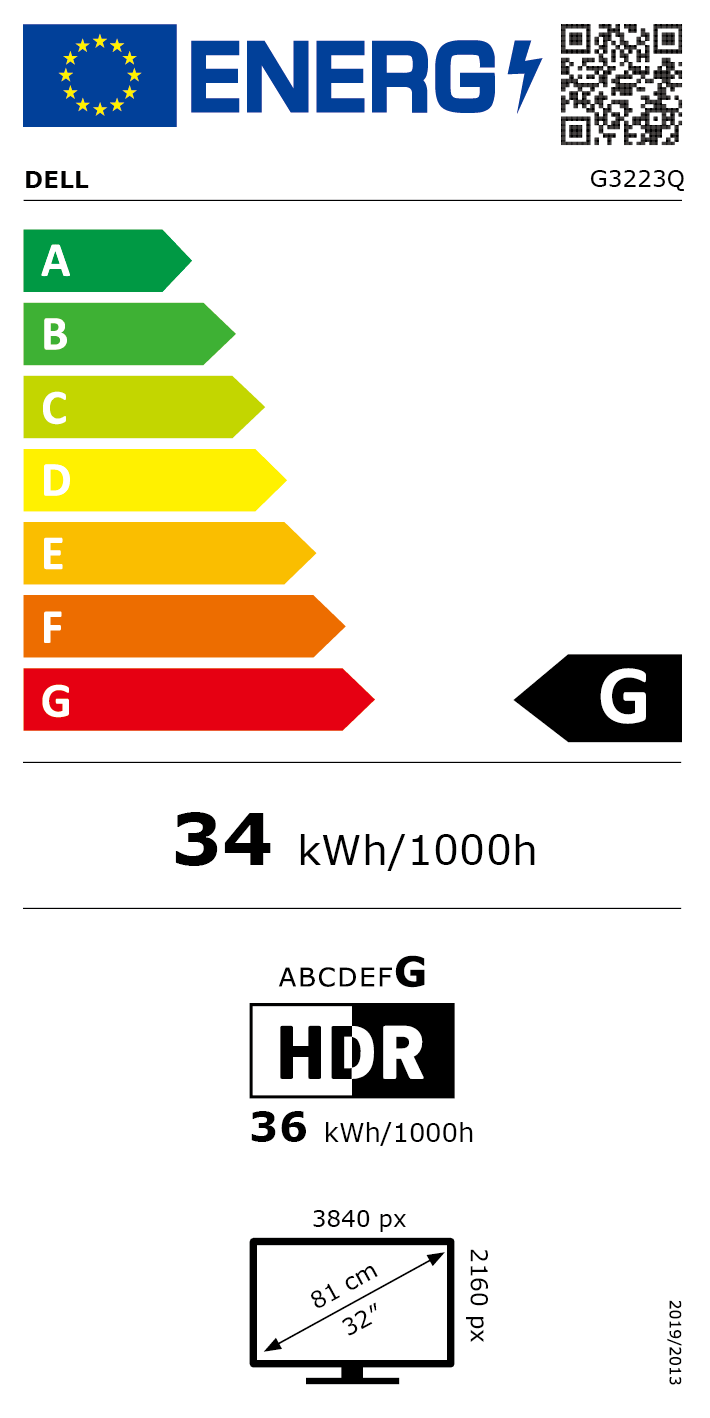 ENERG
DELL
G3223Q
A
B
C
D
E
F
G
G
34 kWh/1000h
ABCDEFG
HDR
36 kWh/1000h
3840 px
2160 px
81 cm
32"
2019/2013